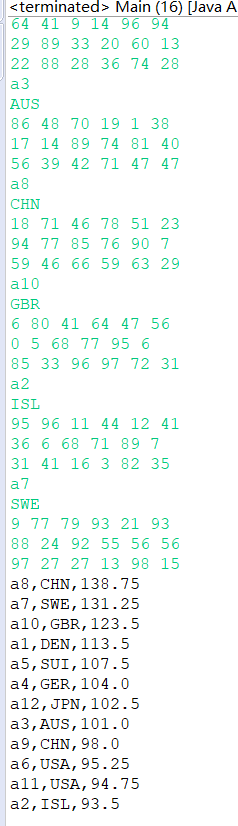 <terminated> Main (16) [Java A
64 41 9 14 96 94
29 89 33 20 60 13
22 88 28 36 74 28
a3
AUS
86 48 70 19 1 38
17 14 89 74 81 40
56 39 42 71 47 47
a8
CHN
18 71 46 78 51 23
94 77 85 76 90 7
59 46 66 59 63 29
a10
GBR
6 80 41 64 47 56
0 5 68 77 95 6
85 33 96 97 72 31
a2
ISL
95 96 11 44 12 41
36 6 68 71 89 7
31 41 16 3 82 35
a7
SWE
9 77 79 93 21 93
88 24 92 55 56 56
97 27 27 13 98 15
a8,CHN,138.75
a7,SWE,131.25
a10,GBR,123.5
a1,DEN,113.5
a5,SUI,107.5
a4,GER,104.0
a12,JPN,102.5
a3,AUS,101.0
a9,CHN,98.0
a6,USA,95.25
a11,USA,94.75
a2,ISL,93.5